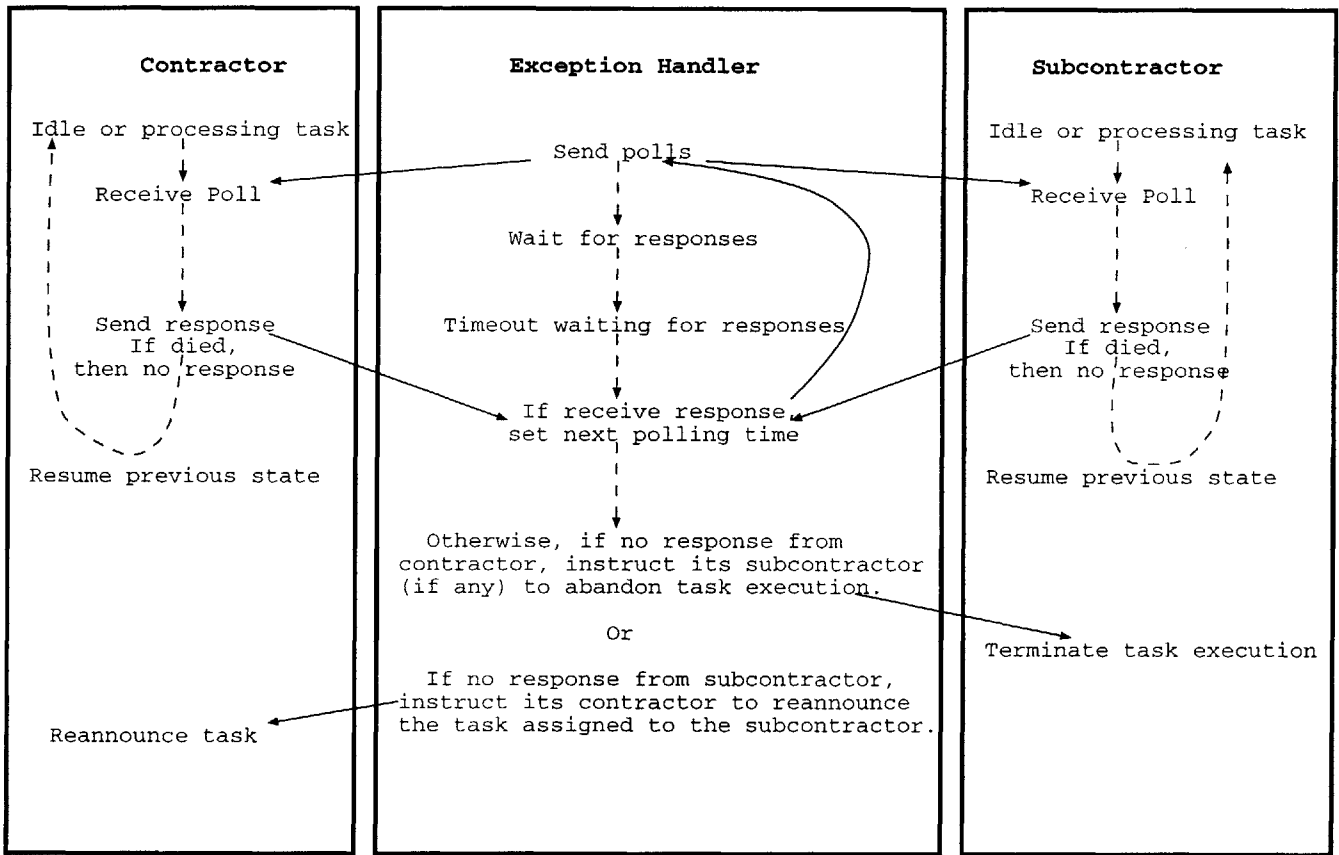 Contractor
Idle or processing task
Receive Poll
Send response
If died,
then no response
Resume previous state
Reannounce task
Exception Handler
Send polls
Wait for responses
Timeout waiting for responses
If receive response,
set next polling time
Otherwise, if no response from
contractor, instruct its subcontractor
(if any) to abandon task execution.
Or
If no response from subcontractor,
instruct its contractor to reannounce
the task assigned to the subcontractor.
Subcontractor
Idle or processing task
Receive Poll
Send response
If died,
then no response
Resume previous state
Terminate task execution